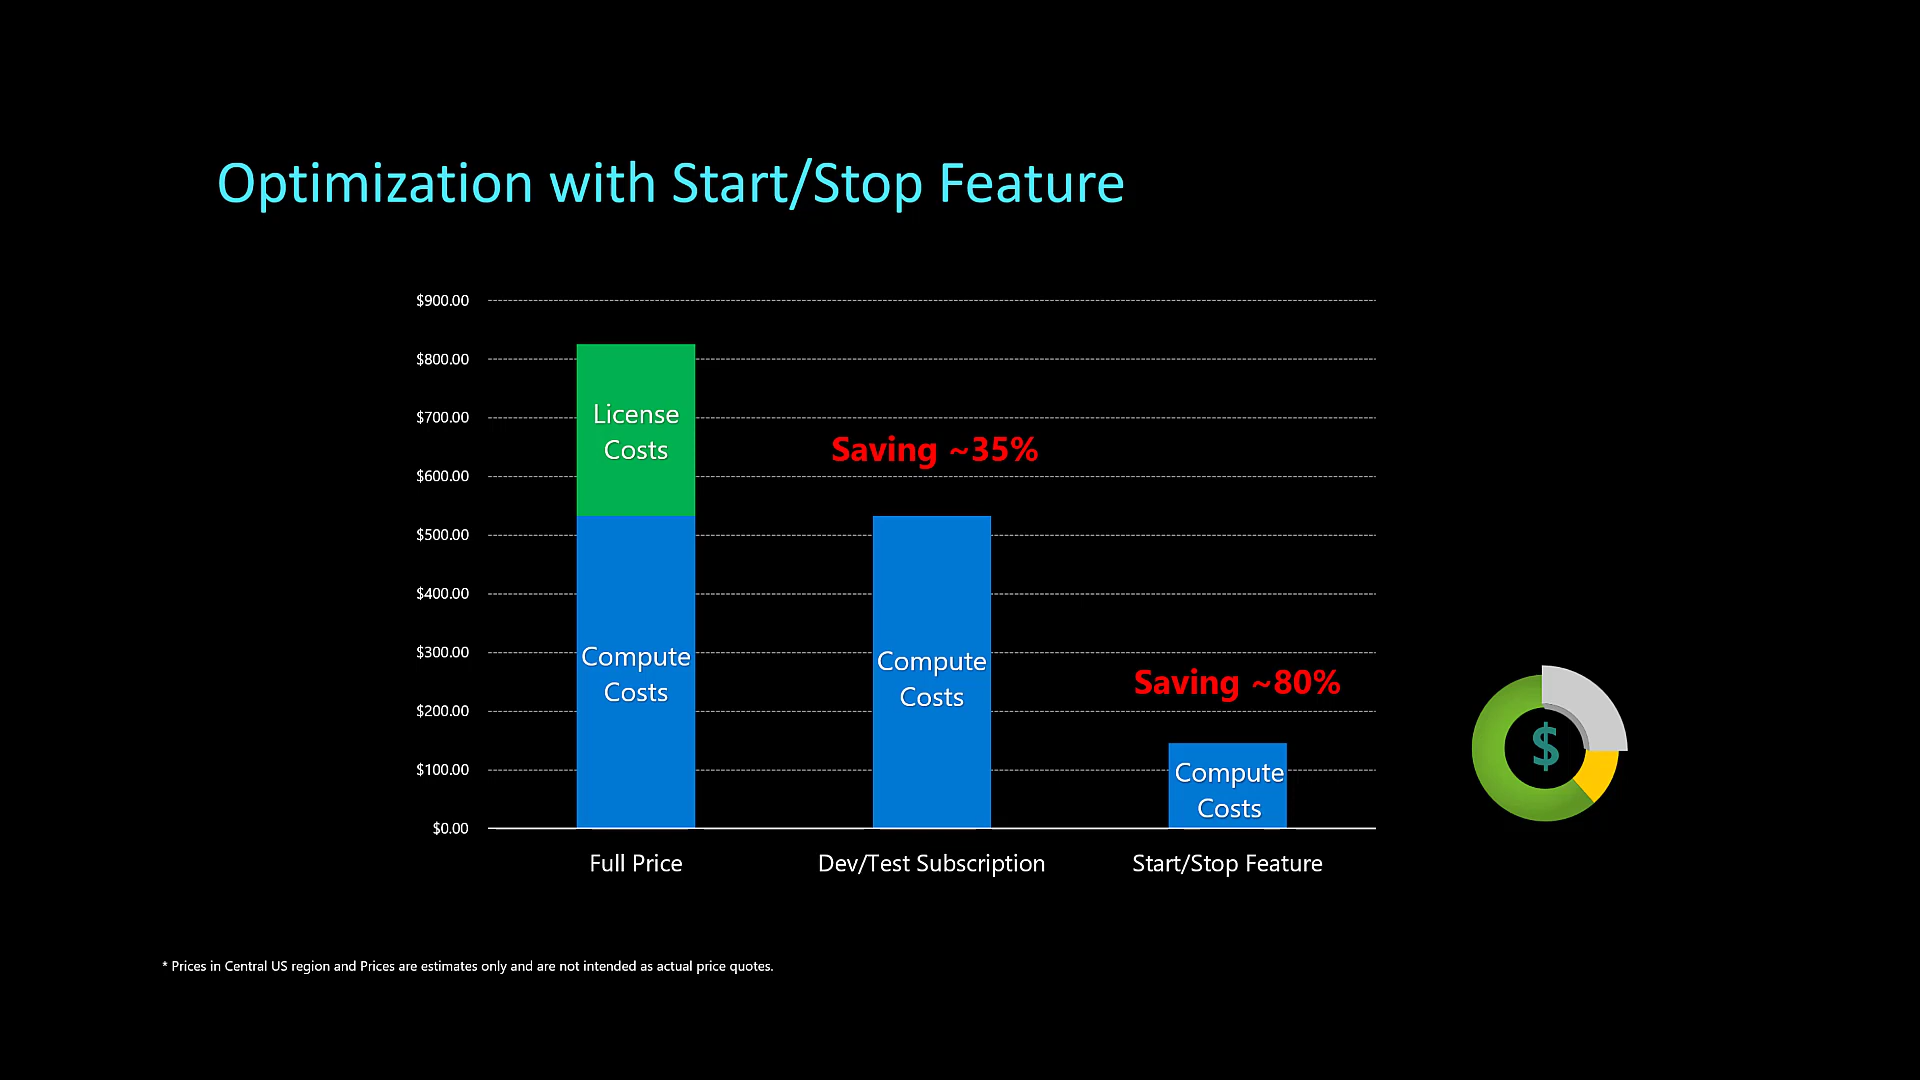 Optimization with Start/Stop Feature
$900.00
$800.00
$700.00
$600.00
$500.00
$400.00
$300.00
$200.00
$100.00
$0.00
License
Costs
Compute
Costs
Saving ~35%
Compute
Costs
Saving ~80%
Compute
Costs
Full Price
Dev/Test Subscription
Start/Stop Feature
$
* Prices in Central US region and Prices are estimates only and are not intended as actual price quotes.